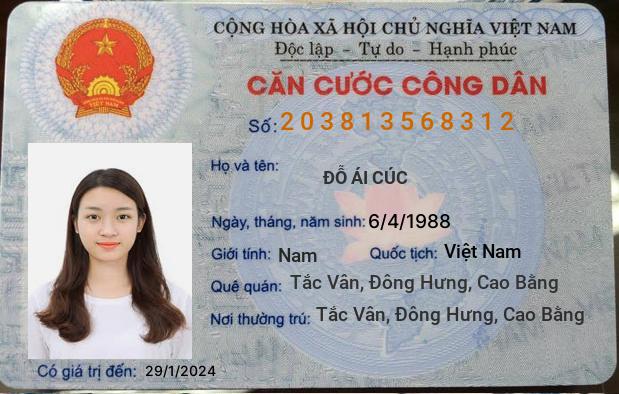 CỘNG HÒA XÃ HỘI CHỦ NGHĨA VIỆT NAM
Độc lập - Tự do - Hạnh phúc
CĂN CƯỚC CÔNG DÂN
Số: 203813568312
Họ và tên:
ĐỖ ÁI CÚC
Ngày, tháng, năm sinh: 6/4/1988
Giới tính: Nam Quốc tịch: Việt Nam
Quê quán: Tắc Vân, Đông Hưng, Cao Bằng
Nơi thường trú: Tắc Vân, Đông Hưng, Cao Bằng
Có giá trị đến: 29/1/2024
VIỆT NAM